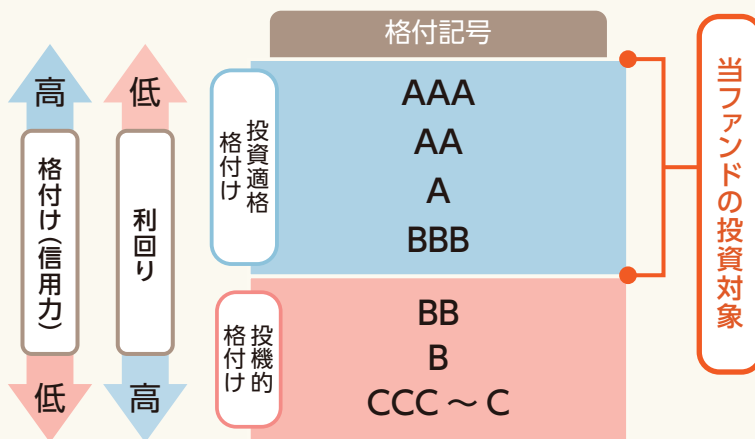 格付記号
高
低
格付け(信用力)
利回り
低
高
投資適格
格付け
AAA
AA
A
BBB
投機的
格付け
BB
B
CCC ～ C
当ファンドの投資対象